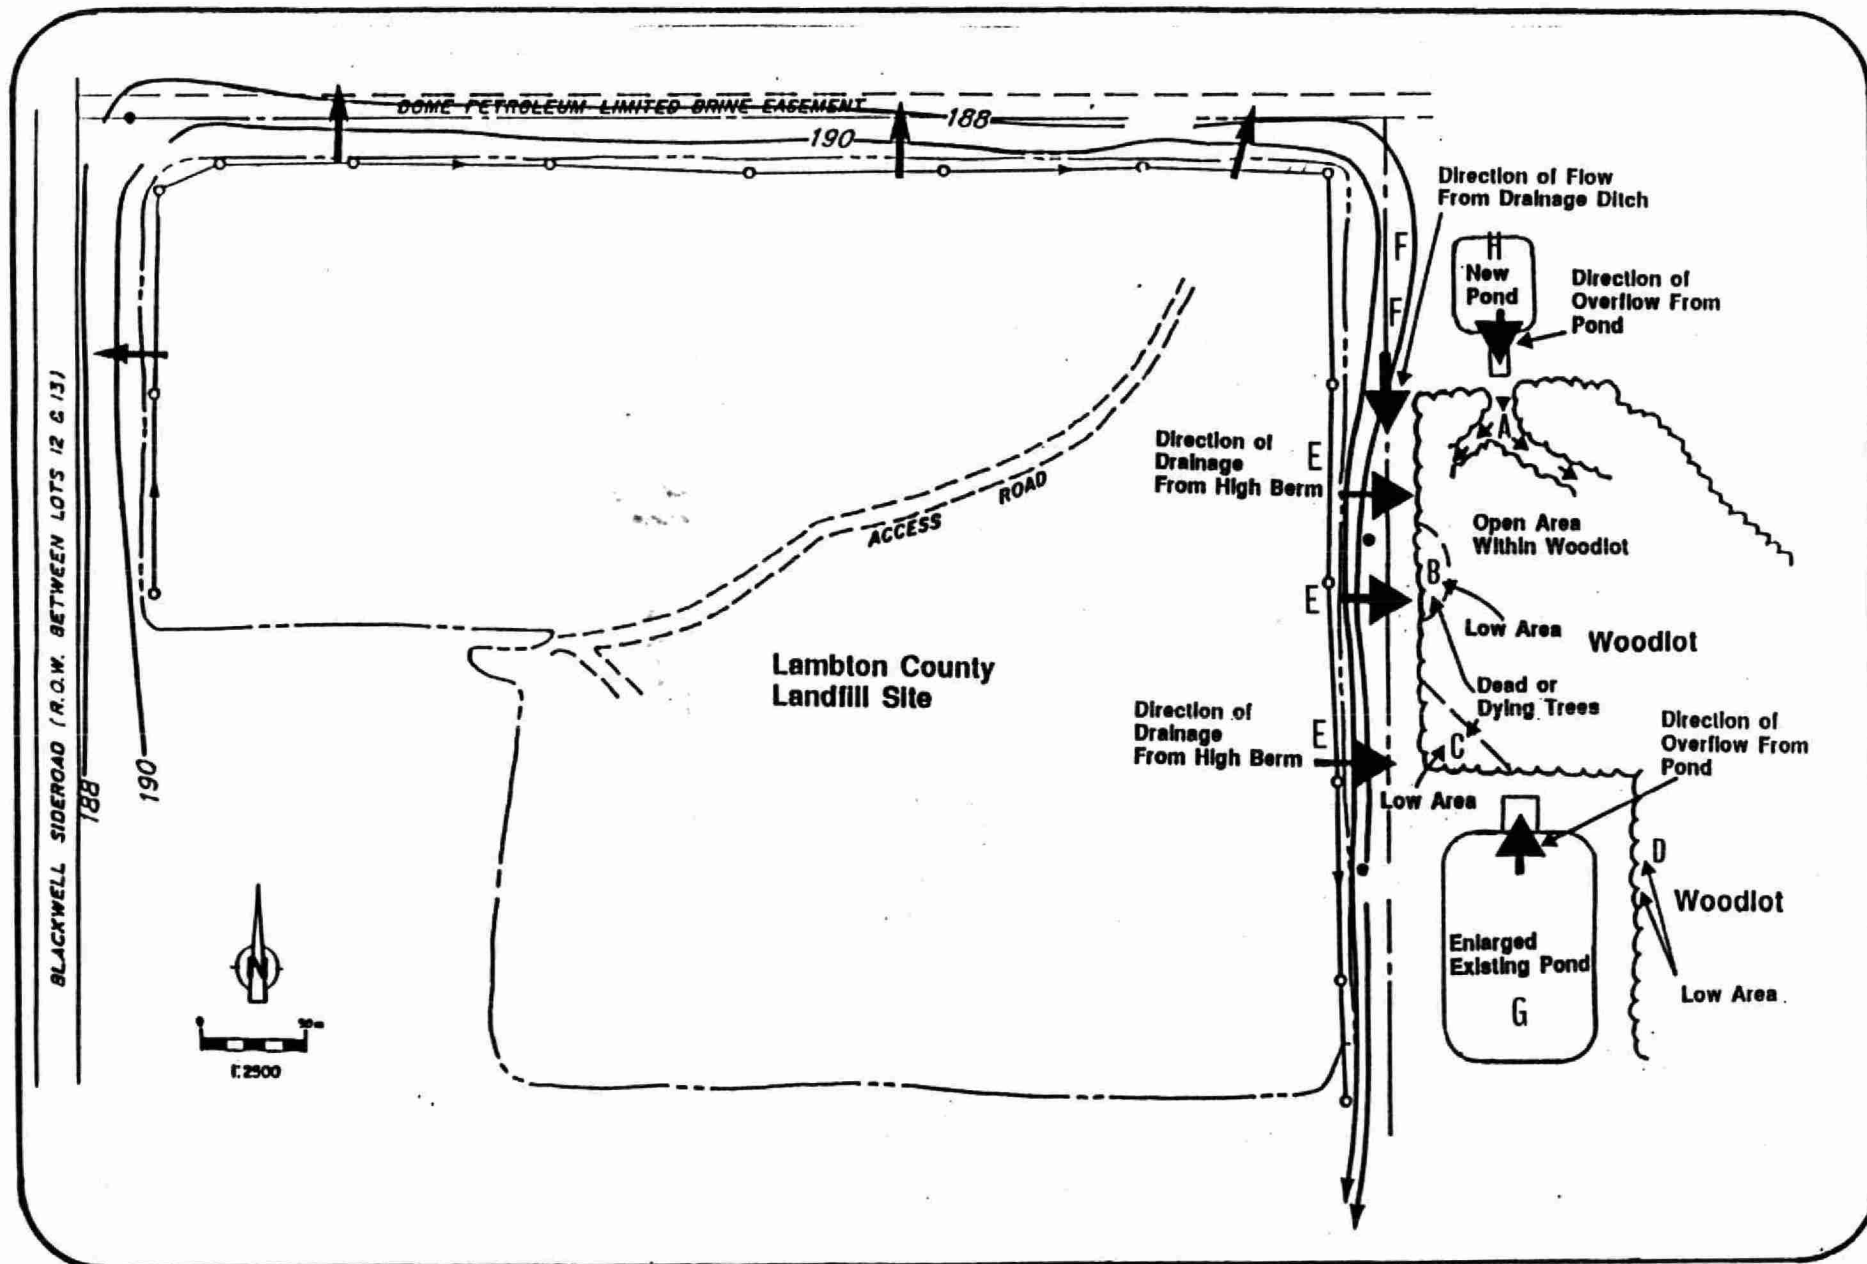 DOME PETROLEUM LIMITED BRINE EASEMENT
188
190
Direction of Flow
From Drainage Ditch
F
F
H
New
Pond
Direction of
Overflow From
Pond
A
Direction of
Drainage
From High Berm
E
E
ACCESS ROAD
Open Area
Within Woodlot
B
Low Area
Woodlot
Lambton County
Landfill Site
Dead or
Dying Trees
Direction of
Drainage
From High Berm
E
C
Low Area
Direction of
Overflow From
Pond
D
Woodlot
Low Area
Enlarged
Existing Pond
G
BLACKWELL SIDEROAD (R.O.W. BETWEEN LOTS 12 & 13)
188
190
N
0 50m
1:2500